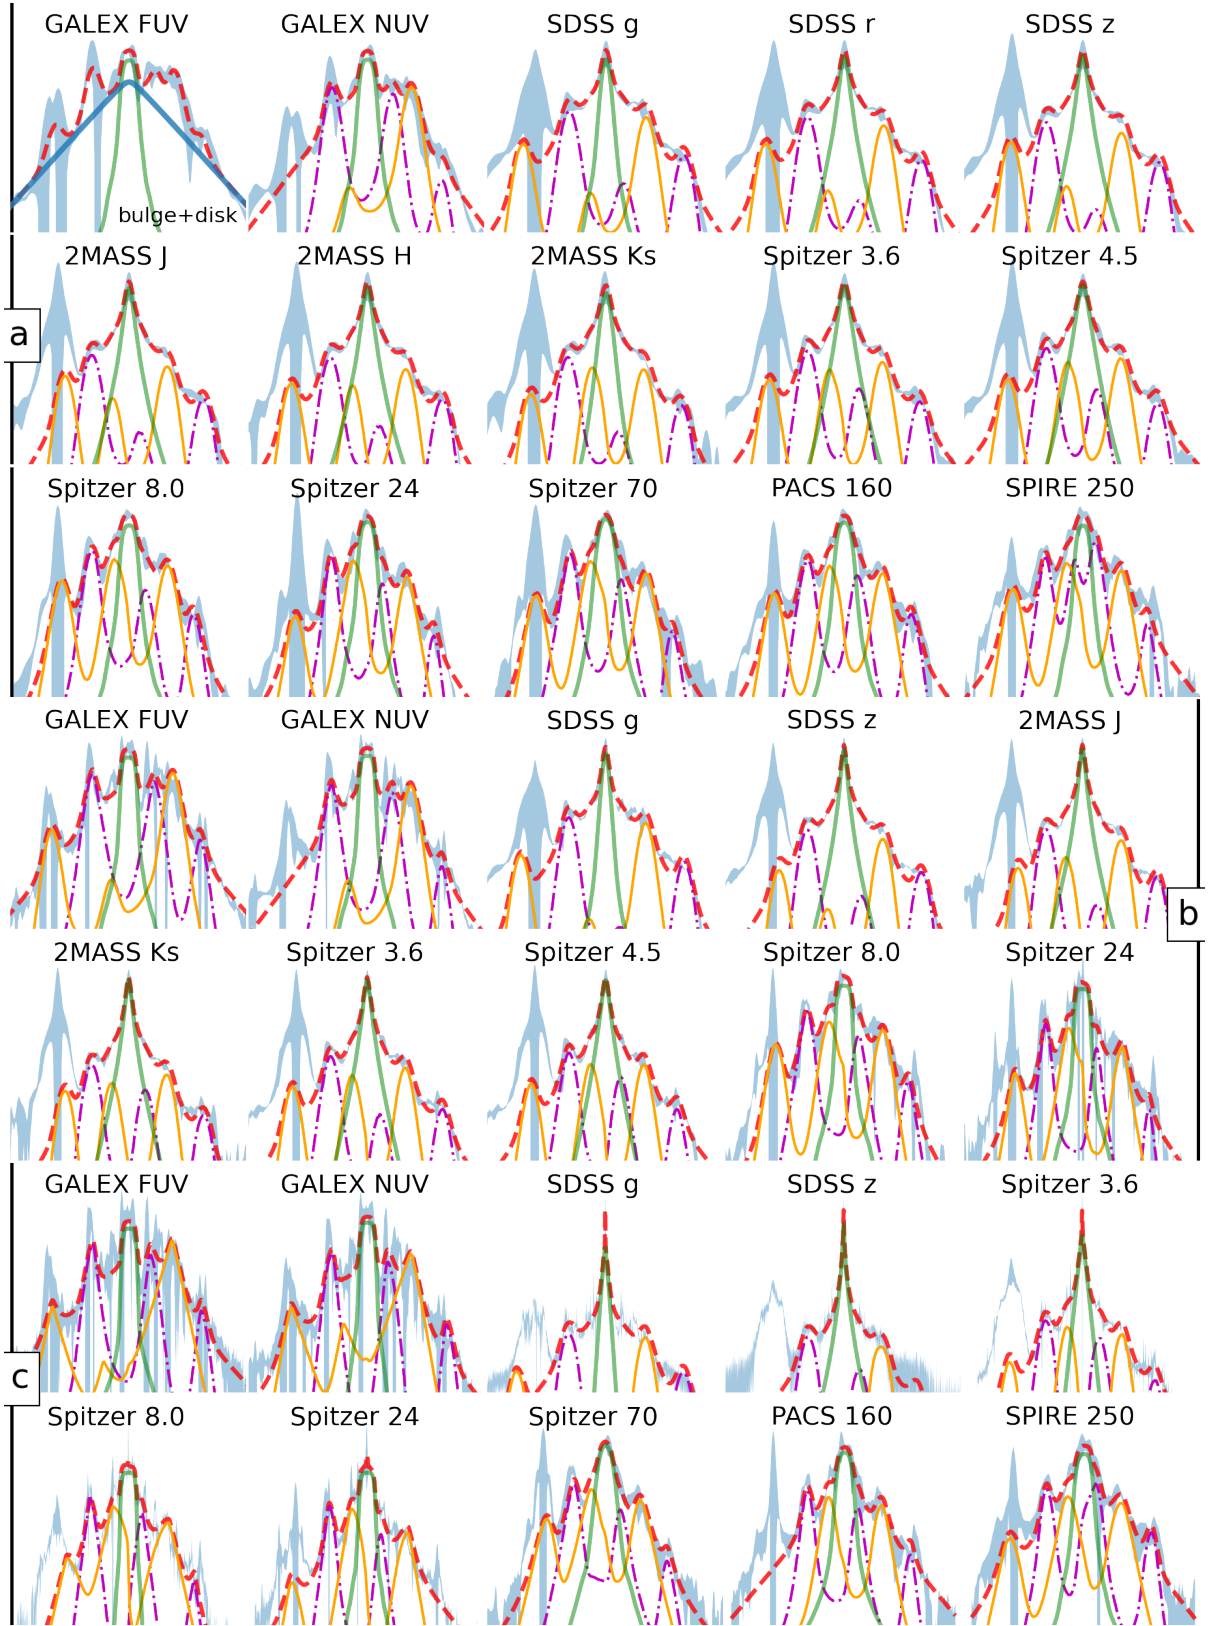 GALEX FUV GALEX NUV SDSS g SDSS r SDSS z
bulge+disk
2MASS J 2MASS H 2MASS Ks Spitzer 3.6 Spitzer 4.5
a
Spitzer 8.0 Spitzer 24 Spitzer 70 PACS 160 SPIRE 250
GALEX FUV GALEX NUV SDSS g SDSS z 2MASS J
b
2MASS Ks Spitzer 3.6 Spitzer 4.5 Spitzer 8.0 Spitzer 24
GALEX FUV GALEX NUV SDSS g SDSS z Spitzer 3.6
c
Spitzer 8.0 Spitzer 24 Spitzer 70 PACS 160 SPIRE 250